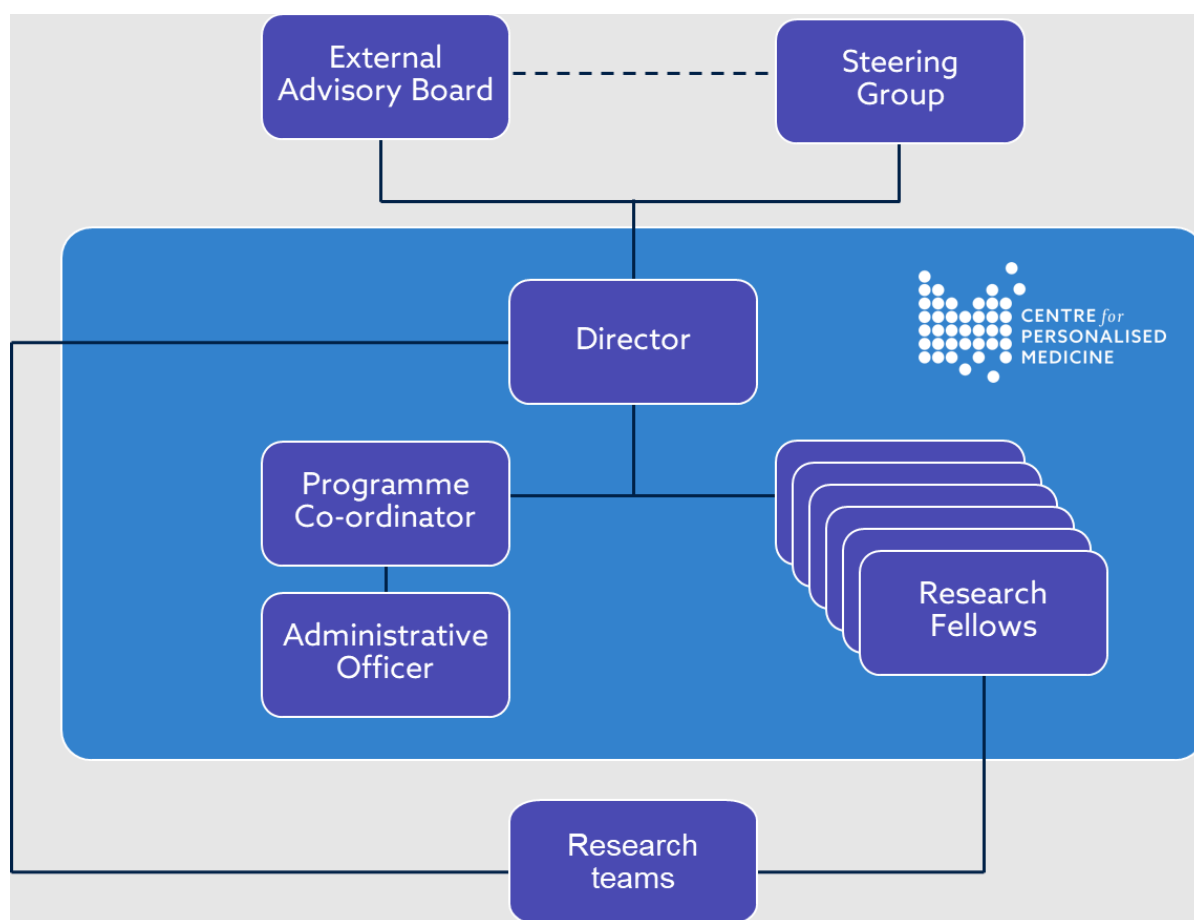 External
Advisory Board
Steering
Group
Director
CENTRE for
PERSONALISED
MEDICINE
Programme
Co-ordinator
Administrative
Officer
Research
Fellows
Research
teams